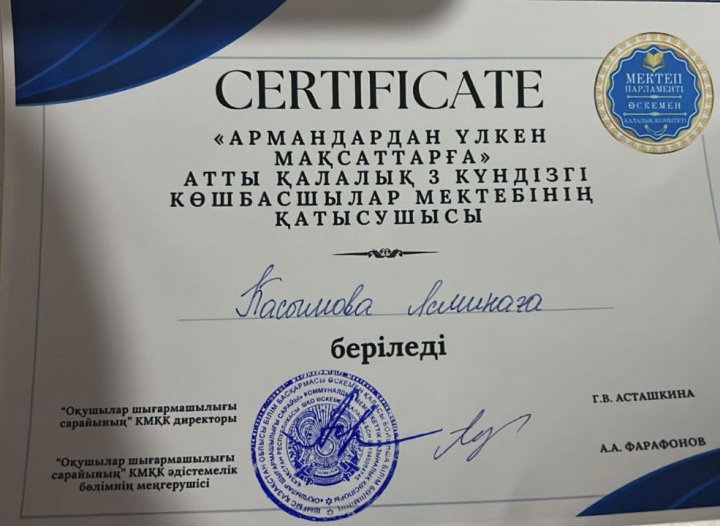 CERTIFICATE
МЕКТЕП
ПАРЛАМЕНТІ
ӨСКЕМЕН
ҚАЛАЛЫҚ КОМИТЕТІ
«АРМАНДАРДАН ҮЛКЕН
МАҚСАТТАРҒА»
АТТЫ ҚАЛАЛЫҚ 3 КҮНДІЗГІ
КӨШБАСШЫЛАР МЕКТЕБІНІҢ
ҚАТЫСУШЫСЫ
Касымова Асминаға
беріледі
"Оқушылар шығармашылығы
сарайының" КМҚК директоры
Г.В. АСТАШКИНА
"Оқушылар шығармашылығы
сарайының" КМҚК әдістемелік
бөлімнің меңгерушісі
А.А. ФАРАФОНОВ